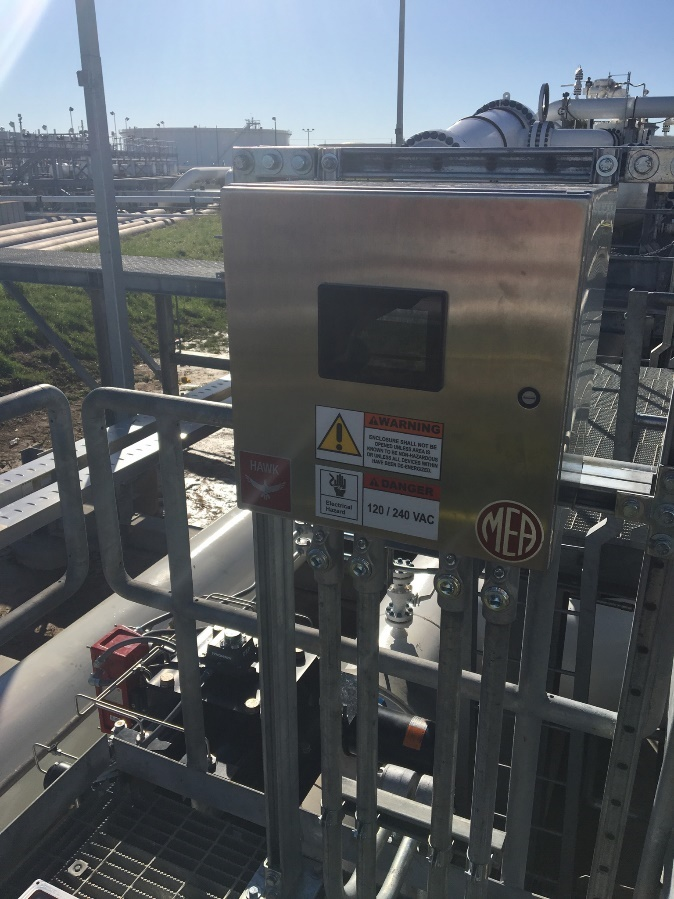 WARNING
ENCLOSURE SHALL NOT BE
OPENED UNLESS AREA IS
KNOWN TO BE NON-HAZARDOUS
OR UNLESS ALL DEVICES WITHIN
HAVE BEEN DE-ENERGIZED.
HAWK
DANGER
Electrical
Hazard
120 / 240 VAC
MEA